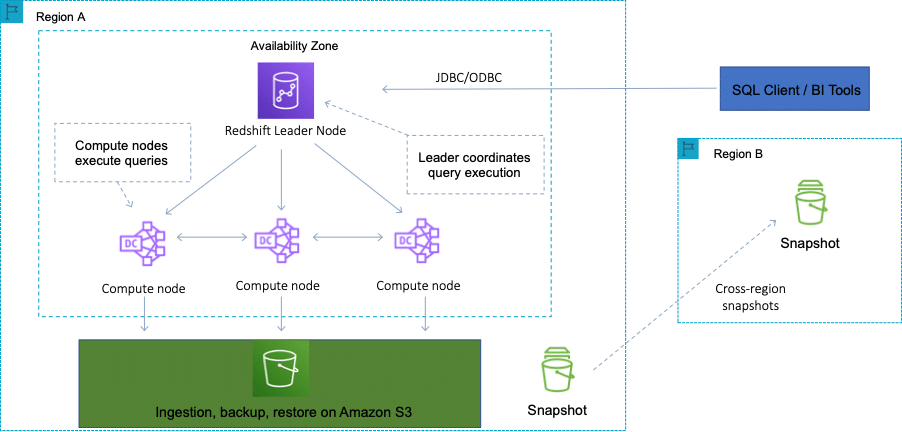 Region A
Availability Zone
JDBC/ODBC
SQL Client / BI Tools
Redshift Leader Node
Compute nodes
execute queries
Leader coordinates
query execution
Region B
DC
DC
DC
Snapshot
Compute node
Compute node
Compute node
Cross-region
snapshots
Ingestion, backup, restore on Amazon S3
Snapshot